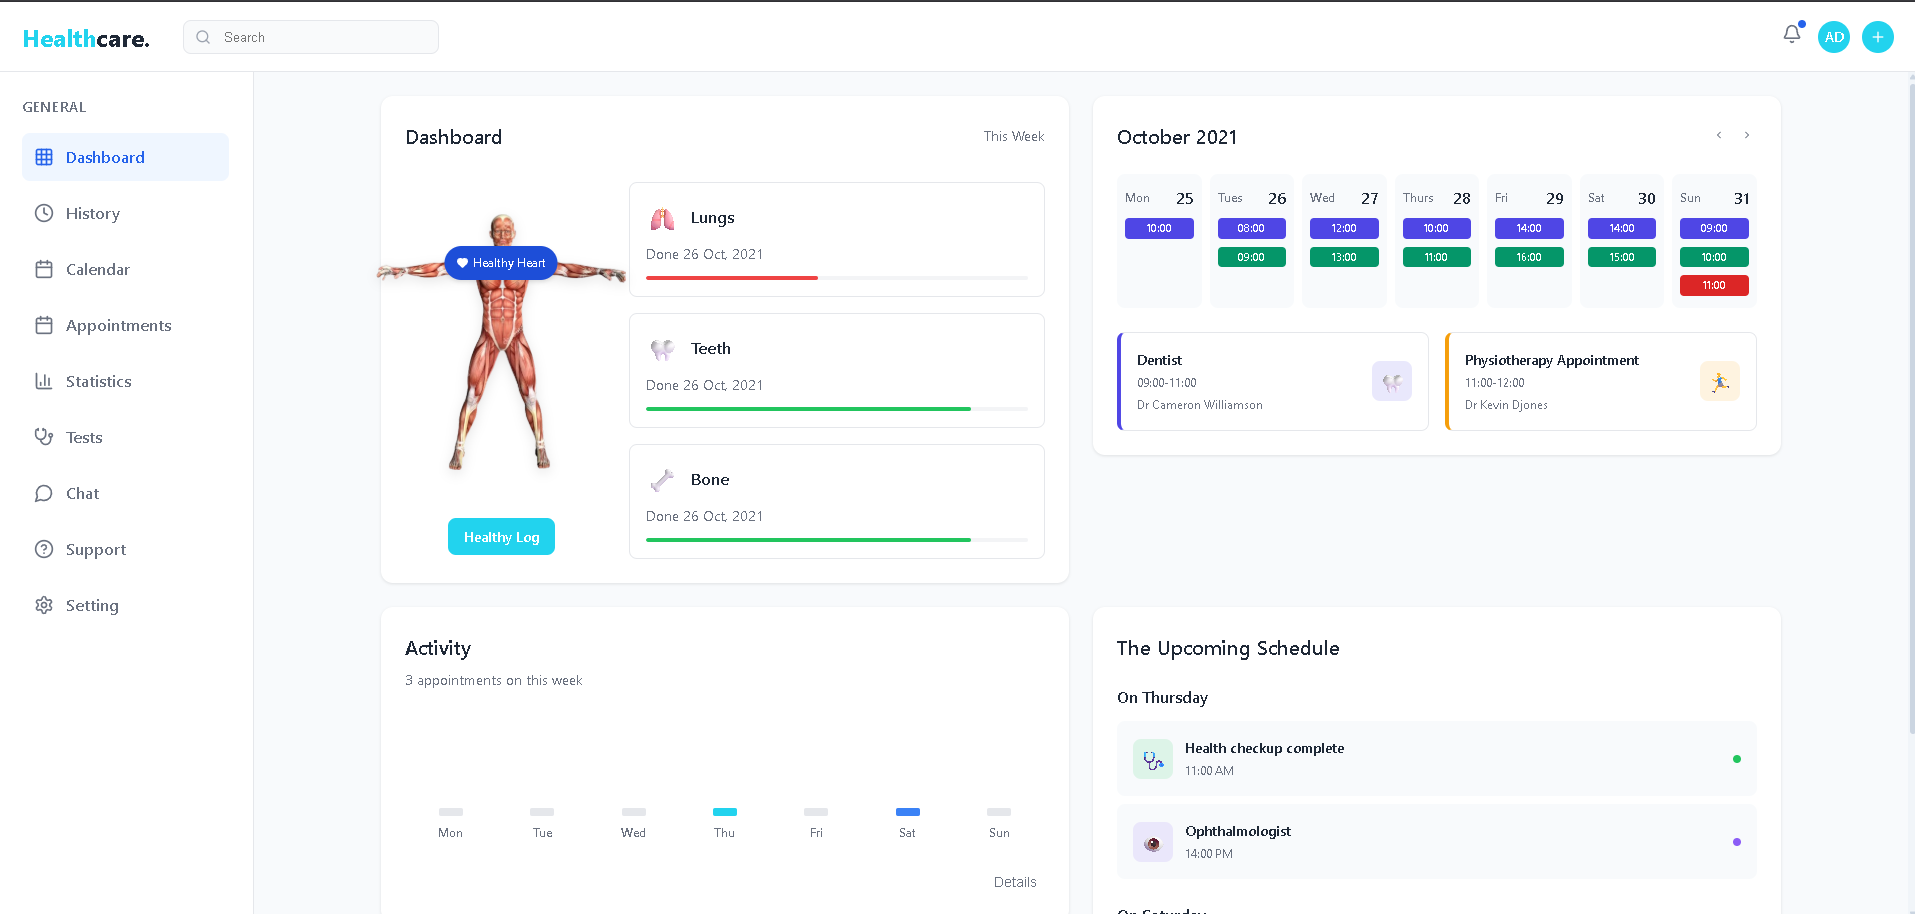 Healthcare.
Search
AD
GENERAL
Dashboard
History
Calendar
Appointments
Statistics
Tests
Chat
Support
Setting
Dashboard
This Week
Healthy Heart
Healthy Log
Lungs
Done 26 Oct, 2021
Teeth
Done 26 Oct, 2021
Bone
Done 26 Oct, 2021
October 2021
Mon 25
10:00
Tues 26
08:00
09:00
Wed 27
12:00
13:00
Thurs 28
10:00
11:00
Fri 29
14:00
16:00
Sat 30
14:00
15:00
Sun 31
09:00
10:00
11:00
Dentist
09:00-11:00
Dr Cameron Williamson
Physiotherapy Appointment
11:00-12:00
Dr Kevin Djones
Activity
3 appointments on this week
Mon Tue Wed Thu Fri Sat Sun
Details
The Upcoming Schedule
On Thursday
Health checkup complete
11:00 AM
Ophthalmologist
14:00 PM
On Saturday